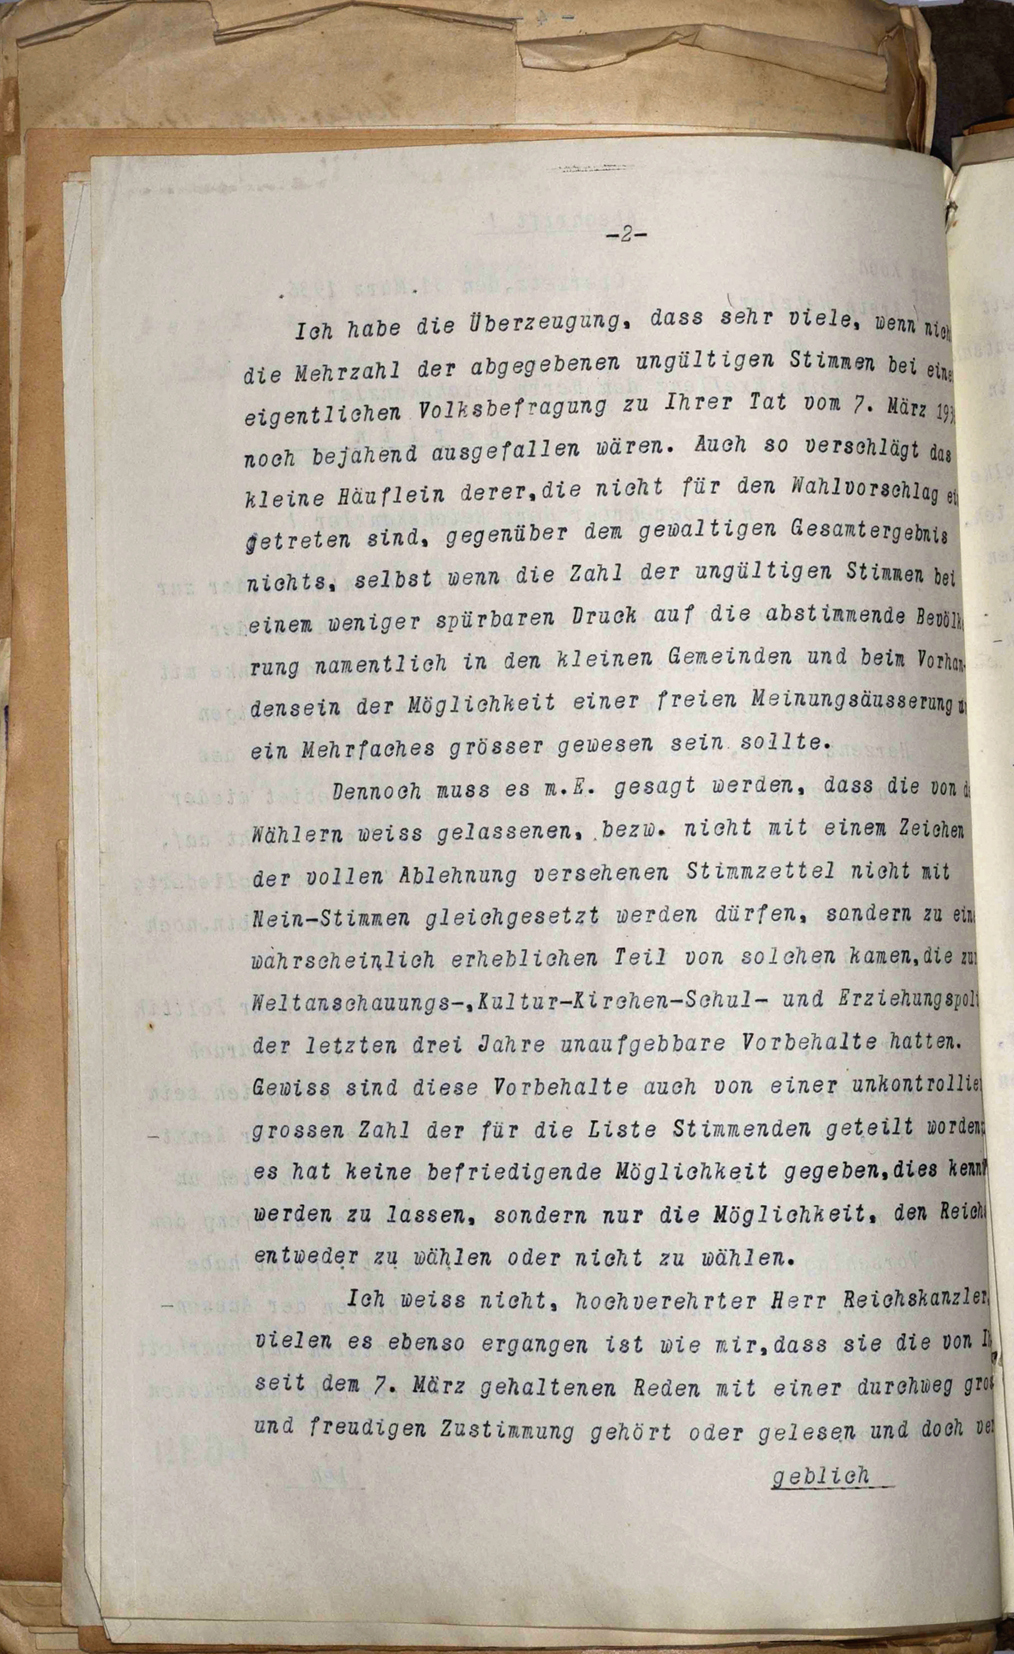 -2-
Ich habe die Überzeugung, dass sehr viele, wenn nich
die Mehrzahl der abgegebenen ungültigen Stimmen bei eine
eigentlichen Volksbefragung zu Ihrer Tat vom 7. März 193
noch bejahend ausgefallen wären. Auch so verschlägt das
kleine Häuflein derer,die nicht für den Wahlvorschlag ei
getreten sind, gegenüber dem gewaltigen Gesamtergebnis
nichts, selbst wenn die Zahl der ungültigen Stimmen bei
einem weniger spürbaren Druck auf die abstimmende Bevölk
rung namentlich in den kleinen Gemeinden und beim Vorhan-
densein der Möglichkeit einer freien Meinungsäusserung
ein Mehrfaches grösser gewesen sein sollte.
Dennoch muss es m.E. gesagt werden, dass die von d
Wählern weiss gelassenen, bezw. nicht mit einem Zeichen
der vollen Ablehnung versehenen Stimmzettel nicht mit
Nein-Stimmen gleichgesetzt werden dürfen, sondern zu ein
wahrscheinlich erheblichen Teil von solchen kamen,die zu
Weltanschauungs-,Kultur-Kirchen-Schul- und Erziehungspoli
der letzten drei Jahre unaufgebbare Vorbehalte hatten.
Gewiss sind diese Vorbehalte auch von einer unkontrollie
grossen Zahl der für die Liste Stimmenden geteilt worden
es hat keine befriedigende Möglichkeit gegeben,dies kenn
werden zu lassen, sondern nur die Möglichkeit, den Reich
entweder zu wählen oder nicht zu wählen.
Ich weiss nicht, hochverehrter Herr Reichskanzler,
vielen es ebenso ergangen ist wie mir,dass sie die von I
seit dem 7. März gehaltenen Reden mit einer durchweg gro
und freudigen Zustimmung gehört oder gelesen und doch ve
geblich